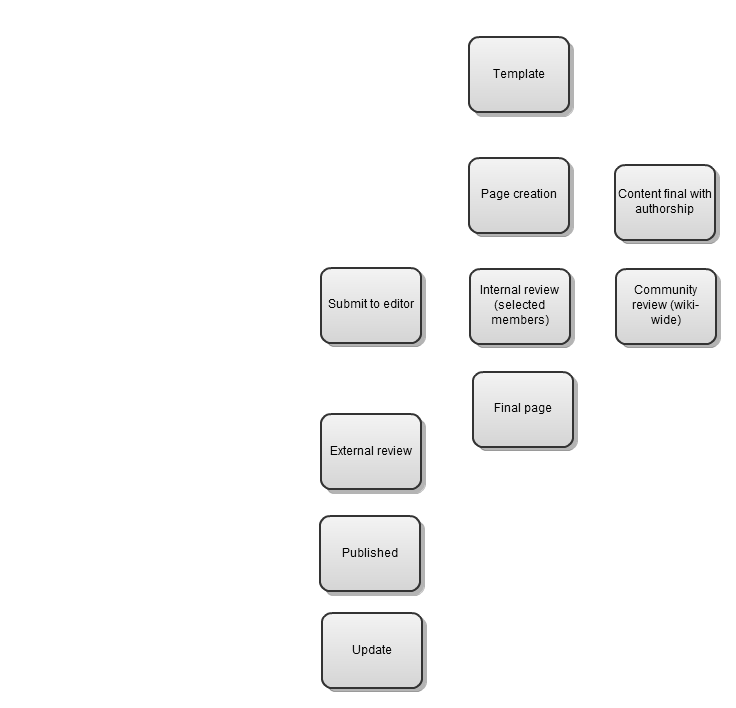 Template
Page creation
Content final with
authorship
Submit to editor
Internal review
(selected
members)
Community
review (wiki-
wide)
Final page
External review
Published
Update